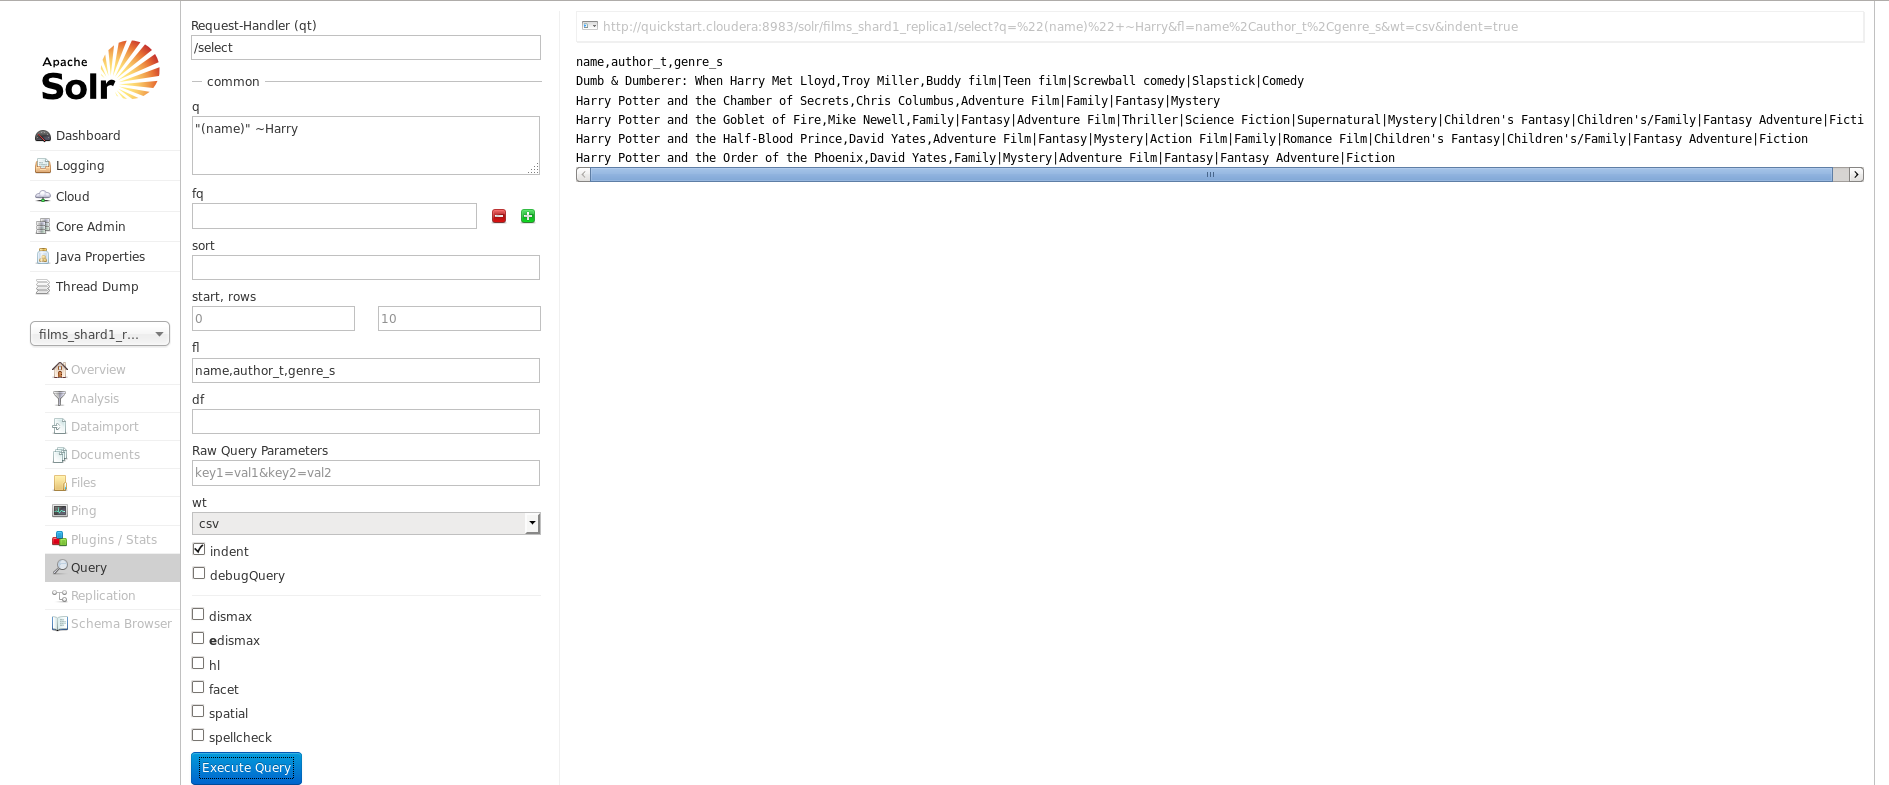 Apache
Solr
Dashboard
Logging
Cloud
Core Admin
Java Properties
Thread Dump
films_shard1_r...
Overview
Analysis
Dataimport
Documents
Files
Ping
Plugins / Stats
Query
Replication
Schema Browser
Request-Handler (qt)
/select
common
q
"(name)" ~Harry
fq
sort
start, rows
0 10
fl
name,author_t,genre_s
df
Raw Query Parameters
key1=val1&key2=val2
wt
csv
indent
debugQuery
dismax
edismax
hl
facet
spatial
spellcheck
Execute Query
http://quickstart.cloudera:8983/solr/films_shard1_replica1/select?q=%22(name)%22+~Harry&fl=name%2Cauthor_t%2Cgenre_s&wt=csv&indent=true
name,author_t,genre_s
Dumb & Dumberer: When Harry Met Lloyd,Troy Miller,Buddy film|Teen film|Screwball comedy|Slapstick|Comedy
Harry Potter and the Chamber of Secrets,Chris Columbus,Adventure Film|Family|Fantasy|Mystery
Harry Potter and the Goblet of Fire,Mike Newell,Family|Fantasy|Adventure Film|Thriller|Science Fiction|Supernatural|Mystery|Children's Fantasy|Children's/Family|Fantasy Adventure|Ficti
Harry Potter and the Half-Blood Prince,David Yates,Adventure Film|Fantasy|Mystery|Action Film|Family|Romance Film|Children's Fantasy|Children's/Family|Fantasy Adventure|Fiction
Harry Potter and the Order of the Phoenix,David Yates,Family|Mystery|Adventure Film|Fantasy|Fantasy Adventure|Fiction